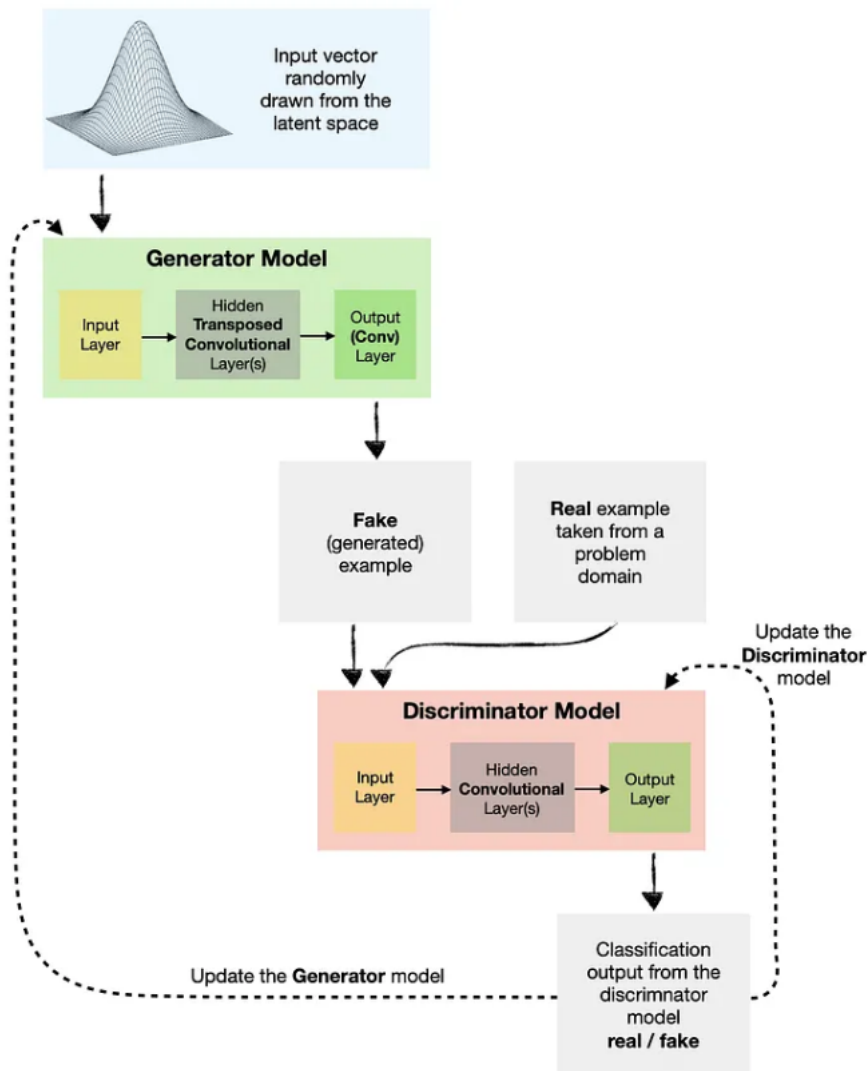 Input vector
randomly
drawn from the
latent space
Generator Model
Input
Layer
Hidden
Transposed
Convolutional
Layer(s)
Output
(Conv)
Layer
Fake
(generated)
example
Real example
taken from a
problem
domain
Update the
Discriminator
model
Discriminator Model
Input
Layer
Hidden
Convolutional
Layer(s)
Output
Layer
Update the Generator model
Classification
output from the
discrimnator
model
real / fake